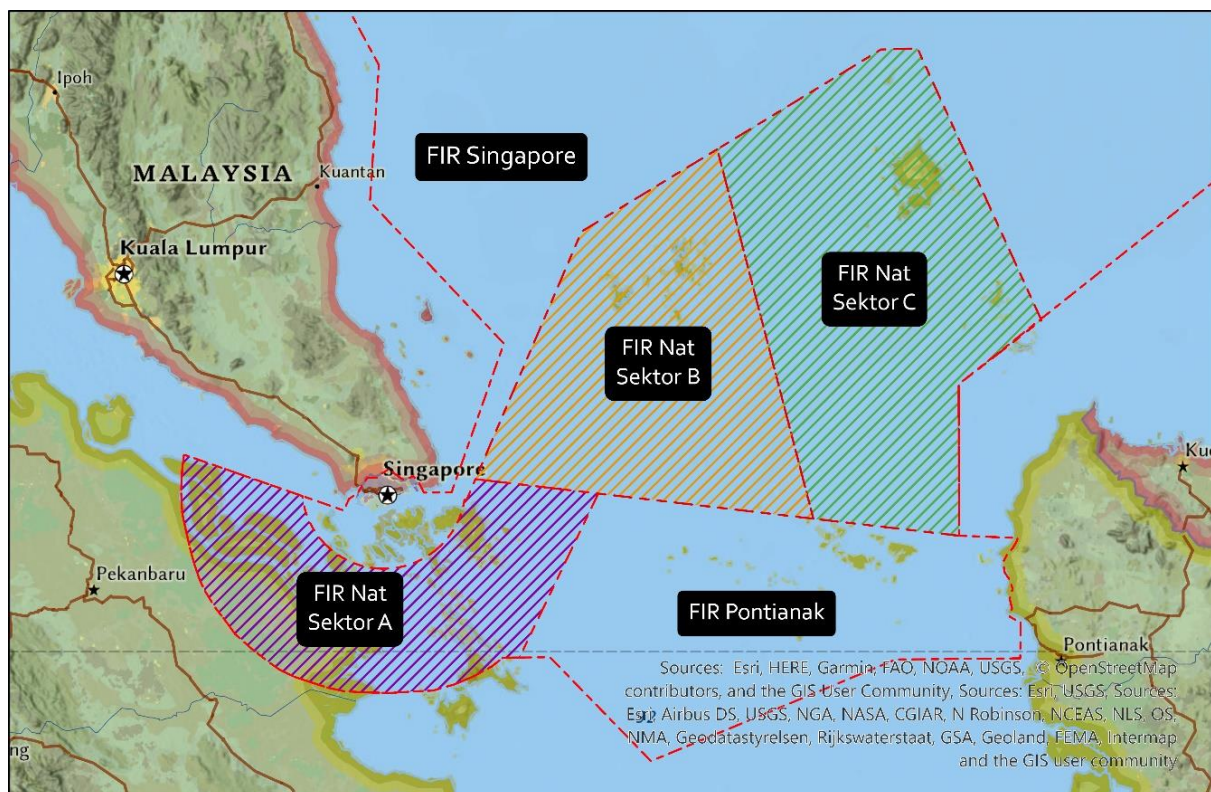 Ipoh
FIR Singapore
MALAYSIA
Kuantan
Kuala Lumpur
FIR Nat
Sektor C
FIR Nat
Sektor B
Singapore
Pekanbaru
FIR Nat
Sektor A
FIR Pontianak
Pontianak
Sources: Esri, HERE, Garmin, FAO, NOAA, USGS, © OpenStreetMap
contributors, and the GIS User Community, Sources: Esri, USGS, Sources:
Esri, Airbus DS, USGS, NGA, NASA, CGIAR, N Robinson, NCEAS, NLS, OS,
NMA, Geodatastyrelsen, Rijkswaterstaat, GSA, Geoland, FEMA, Intermap
and the GIS user community